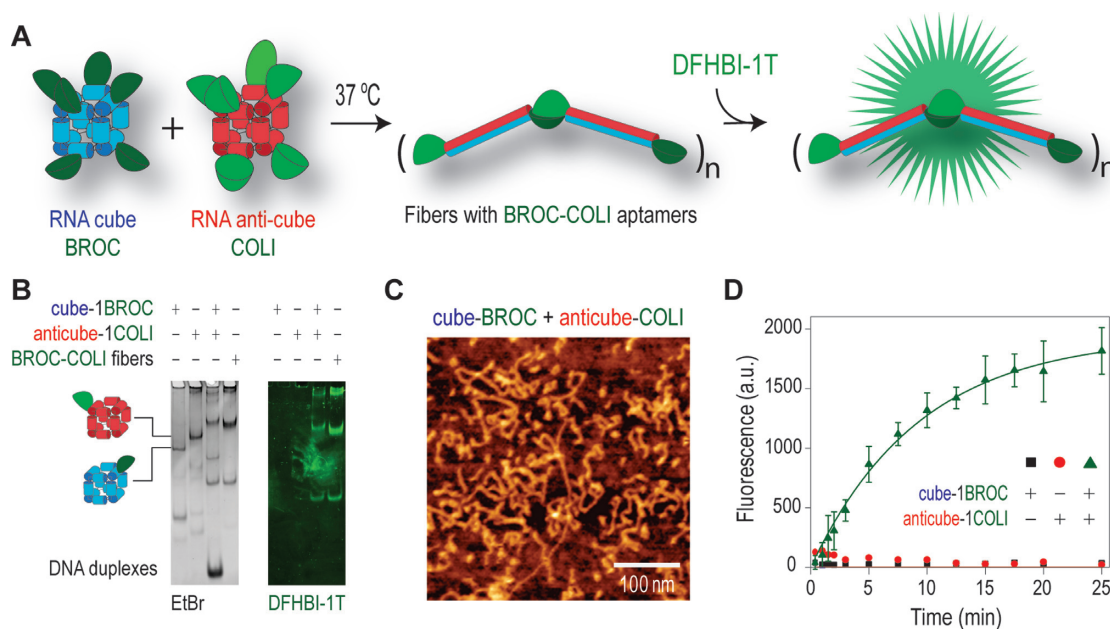 A
+
37 ⁰C
DFHBI-1T
( )n
( )n
RNA cube
BROC
RNA anti-cube
COLI
Fibers with BROC-COLI aptamers
B
cube-1BROC + − + − + − + −
anticube-1COLI − + + − − + + −
BROC-COLI fibers − − − + − − − +
DNA duplexes
EtBr
DFHBI-1T
C
cube-BROC + anticube-COLI
100 nm
D
Fluorescence (a.u.)
2000
1500
1000
500
0
cube-1BROC + − +
anticube-1COLI − + +
0 5 10 15 20 25
Time (min)